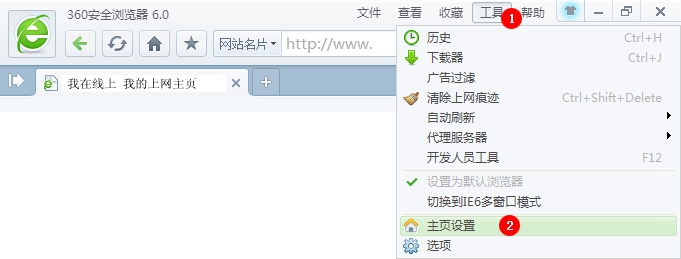 360安全浏览器 6.0
文件 查看 收藏 工具 帮助
1
网站名片 http://www.
我在线上 我的上网主页
历史 Ctrl+H
下载器 Ctrl+J
广告过滤
清除上网痕迹 Ctrl+Shift+Delete
自动刷新
代理服务器
开发人员工具 F12
设置为默认浏览器
切换到IE6多窗口模式
主页设置 2
选项